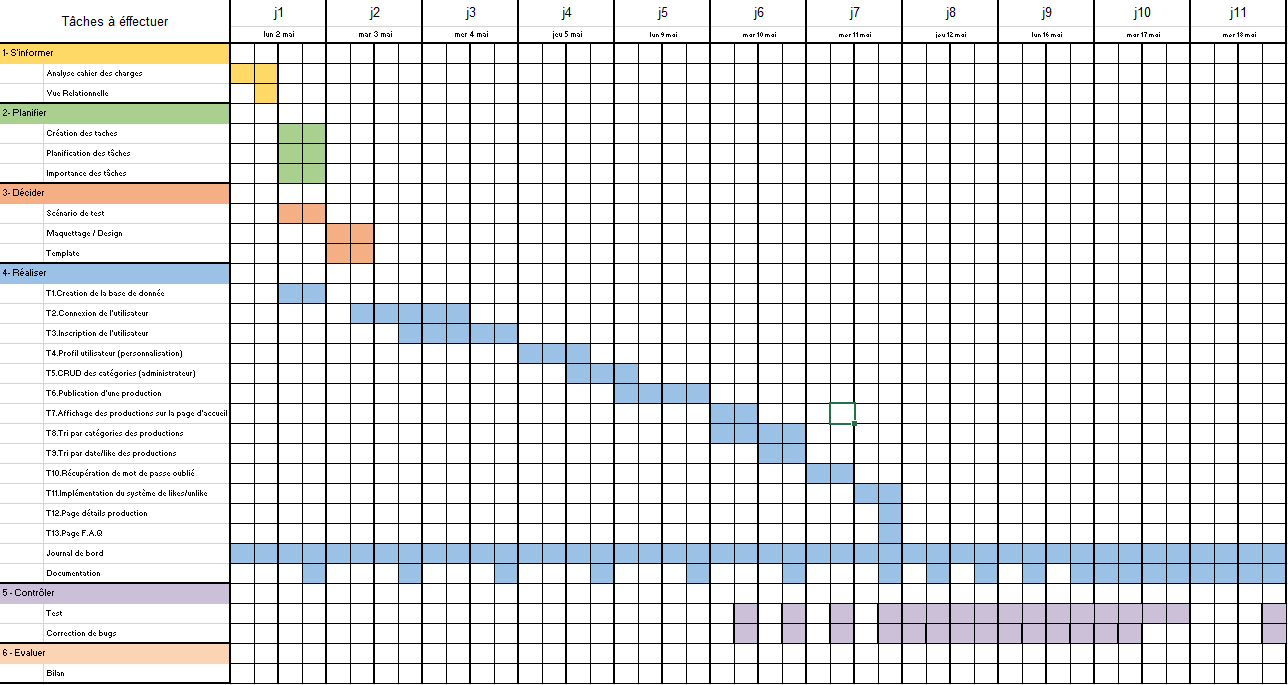 Tâches à éffectuer
j1 j2 j3 j4 j5 j6 j7 j8 j9 j10 j11
lun 2 mai mar 3 mai mer 4 mai jeu 5 mai lun 9 mai mar 10 mai mer 11 mai jeu 12 mai lun 16 mai mar 17 mai mer 18 mai
1- S'informer
Analyse cahier des charges
Vue Relationnelle
2- Planifier
Création des taches
Planification des tâches
Importance des tâches
3- Décider
Scénario de test
Maquettage / Design
Template
4- Réaliser
T1.Creation de la base de donnée
T2.Connexion de l'utilisateur
T3.Inscription de l'utilisateur
T4.Profil utilisateur (personnalisation)
T5.CRUD des catégories (administrateur)
T6.Publication d'une production
T7.Affichage des productions sur la page d'accueil
T8.Tri par catégories des productions
T9.Tri par date/like des productions
T10.Récupération de mot de passe oublié
T11.Implémentation du système de likes/unlike
T12.Page détails production
T13.Page F.A.Q
Journal de bord
Documentation
5 - Contrôler
Test
Correction de bugs
6 - Evaluer
Bilan